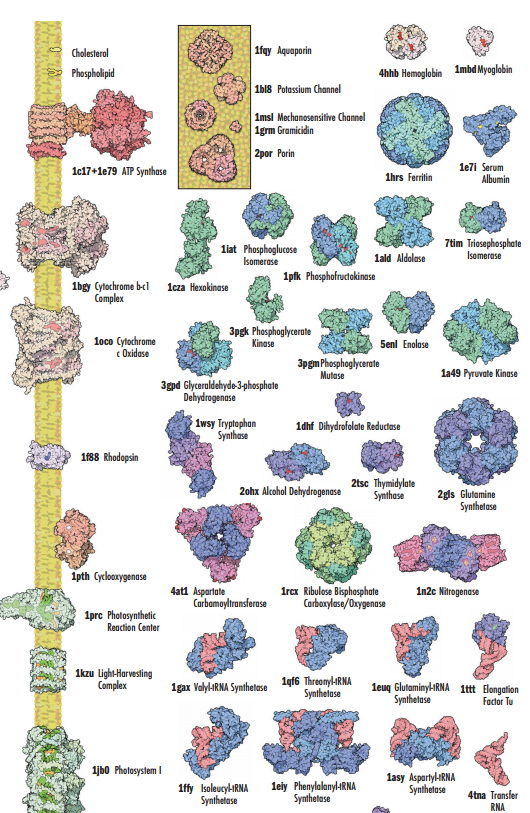 Cholesterol
Phospholipid
1c17+1e79 ATP Synthase
1bgy Cytochrome b-c1
Complex
1oco Cytochrome
c Oxidase
1f88 Rhodopsin
1pth Cyclooxygenase
1prc Photosynthetic
Reaction Center
1kzu Light-Harvesting
Complex
1jb0 Photosystem I
1fqy Aquaporin
1bl8 Potassium Channel
1msl Mechanosensitive Channel
1grm Gramicidin
2por Porin
4hhb Hemoglobin
1mbd Myoglobin
1hrs Ferritin
1e7i Serum
Albumin
1cza Hexokinase
1iat Phosphoglucose
Isomerase
1pfk Phosphofructokinase
1ald Aldolase
7tim Triosephosphate
Isomerase
3pgk Phosphoglycerate
Kinase
3gpd Glyceraldehyde-3-phosphate
Dehydrogenase
3pgm Phosphoglycerate
Mutase
5enl Enolase
1a49 Pyruvate Kinase
1wsy Tryptophan
Synthase
1dhf Dihydrofolate Reductase
2ohx Alcohol Dehydrogenase
2tsc Thymidylate
Synthase
2gls Glutamine
Synthetase
4at1 Aspartate
Carbamoyltransferase
1rcx Ribulose Bisphosphate
Carboxylase/Oxygenase
1n2c Nitrogenase
1gax Valyl-tRNA Synthetase
1qf6 Threonyl-tRNA
Synthetase
1euq Glutaminyl-tRNA
Synthetase
1ttt Elongation
Factor Tu
1ffy Isoleucyl-tRNA
Synthetase
1eiy Phenylalanyl-tRNA
Synthetase
1asy Aspartyl-tRNA
Synthetase
4tna Transfer
RNA